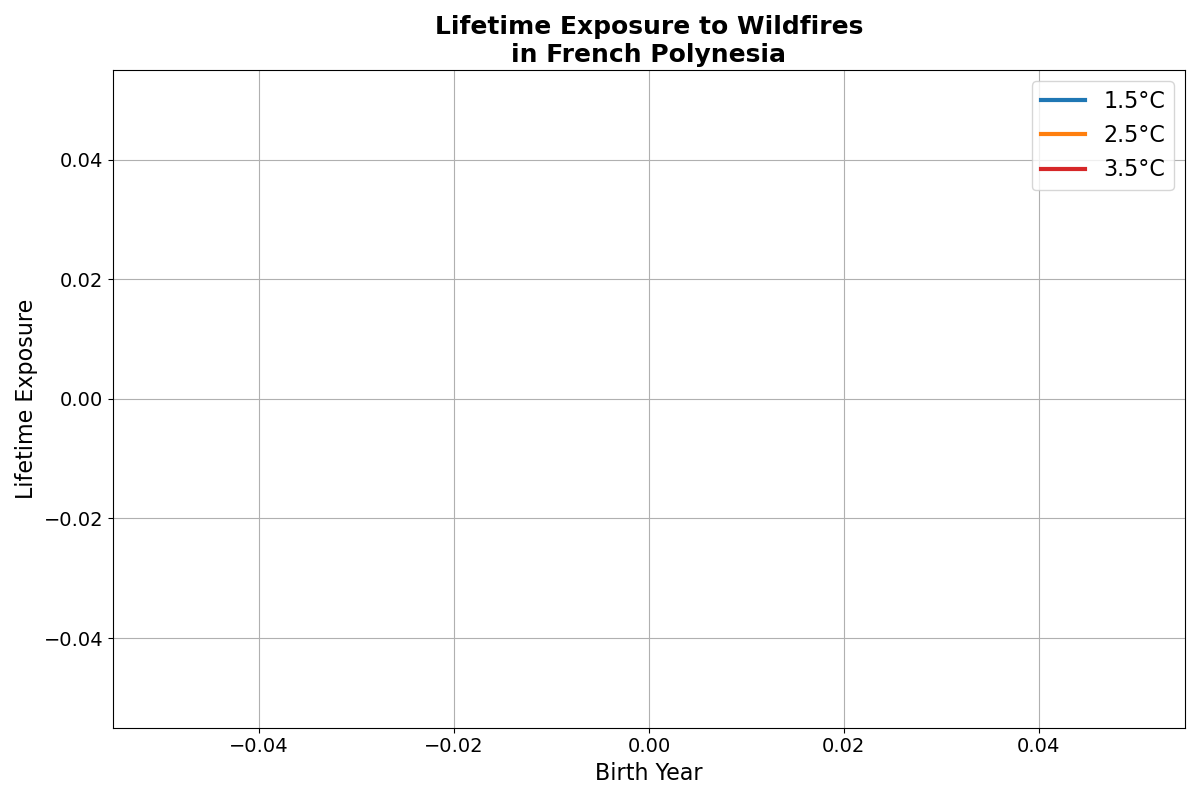 Lifetime Exposure to Wildfires
in French Polynesia
1.5°C
2.5°C
3.5°C
Lifetime Exposure
0.04
0.02
0.00
−0.02
−0.04
−0.04
−0.02
0.00
0.02
0.04
Birth Year